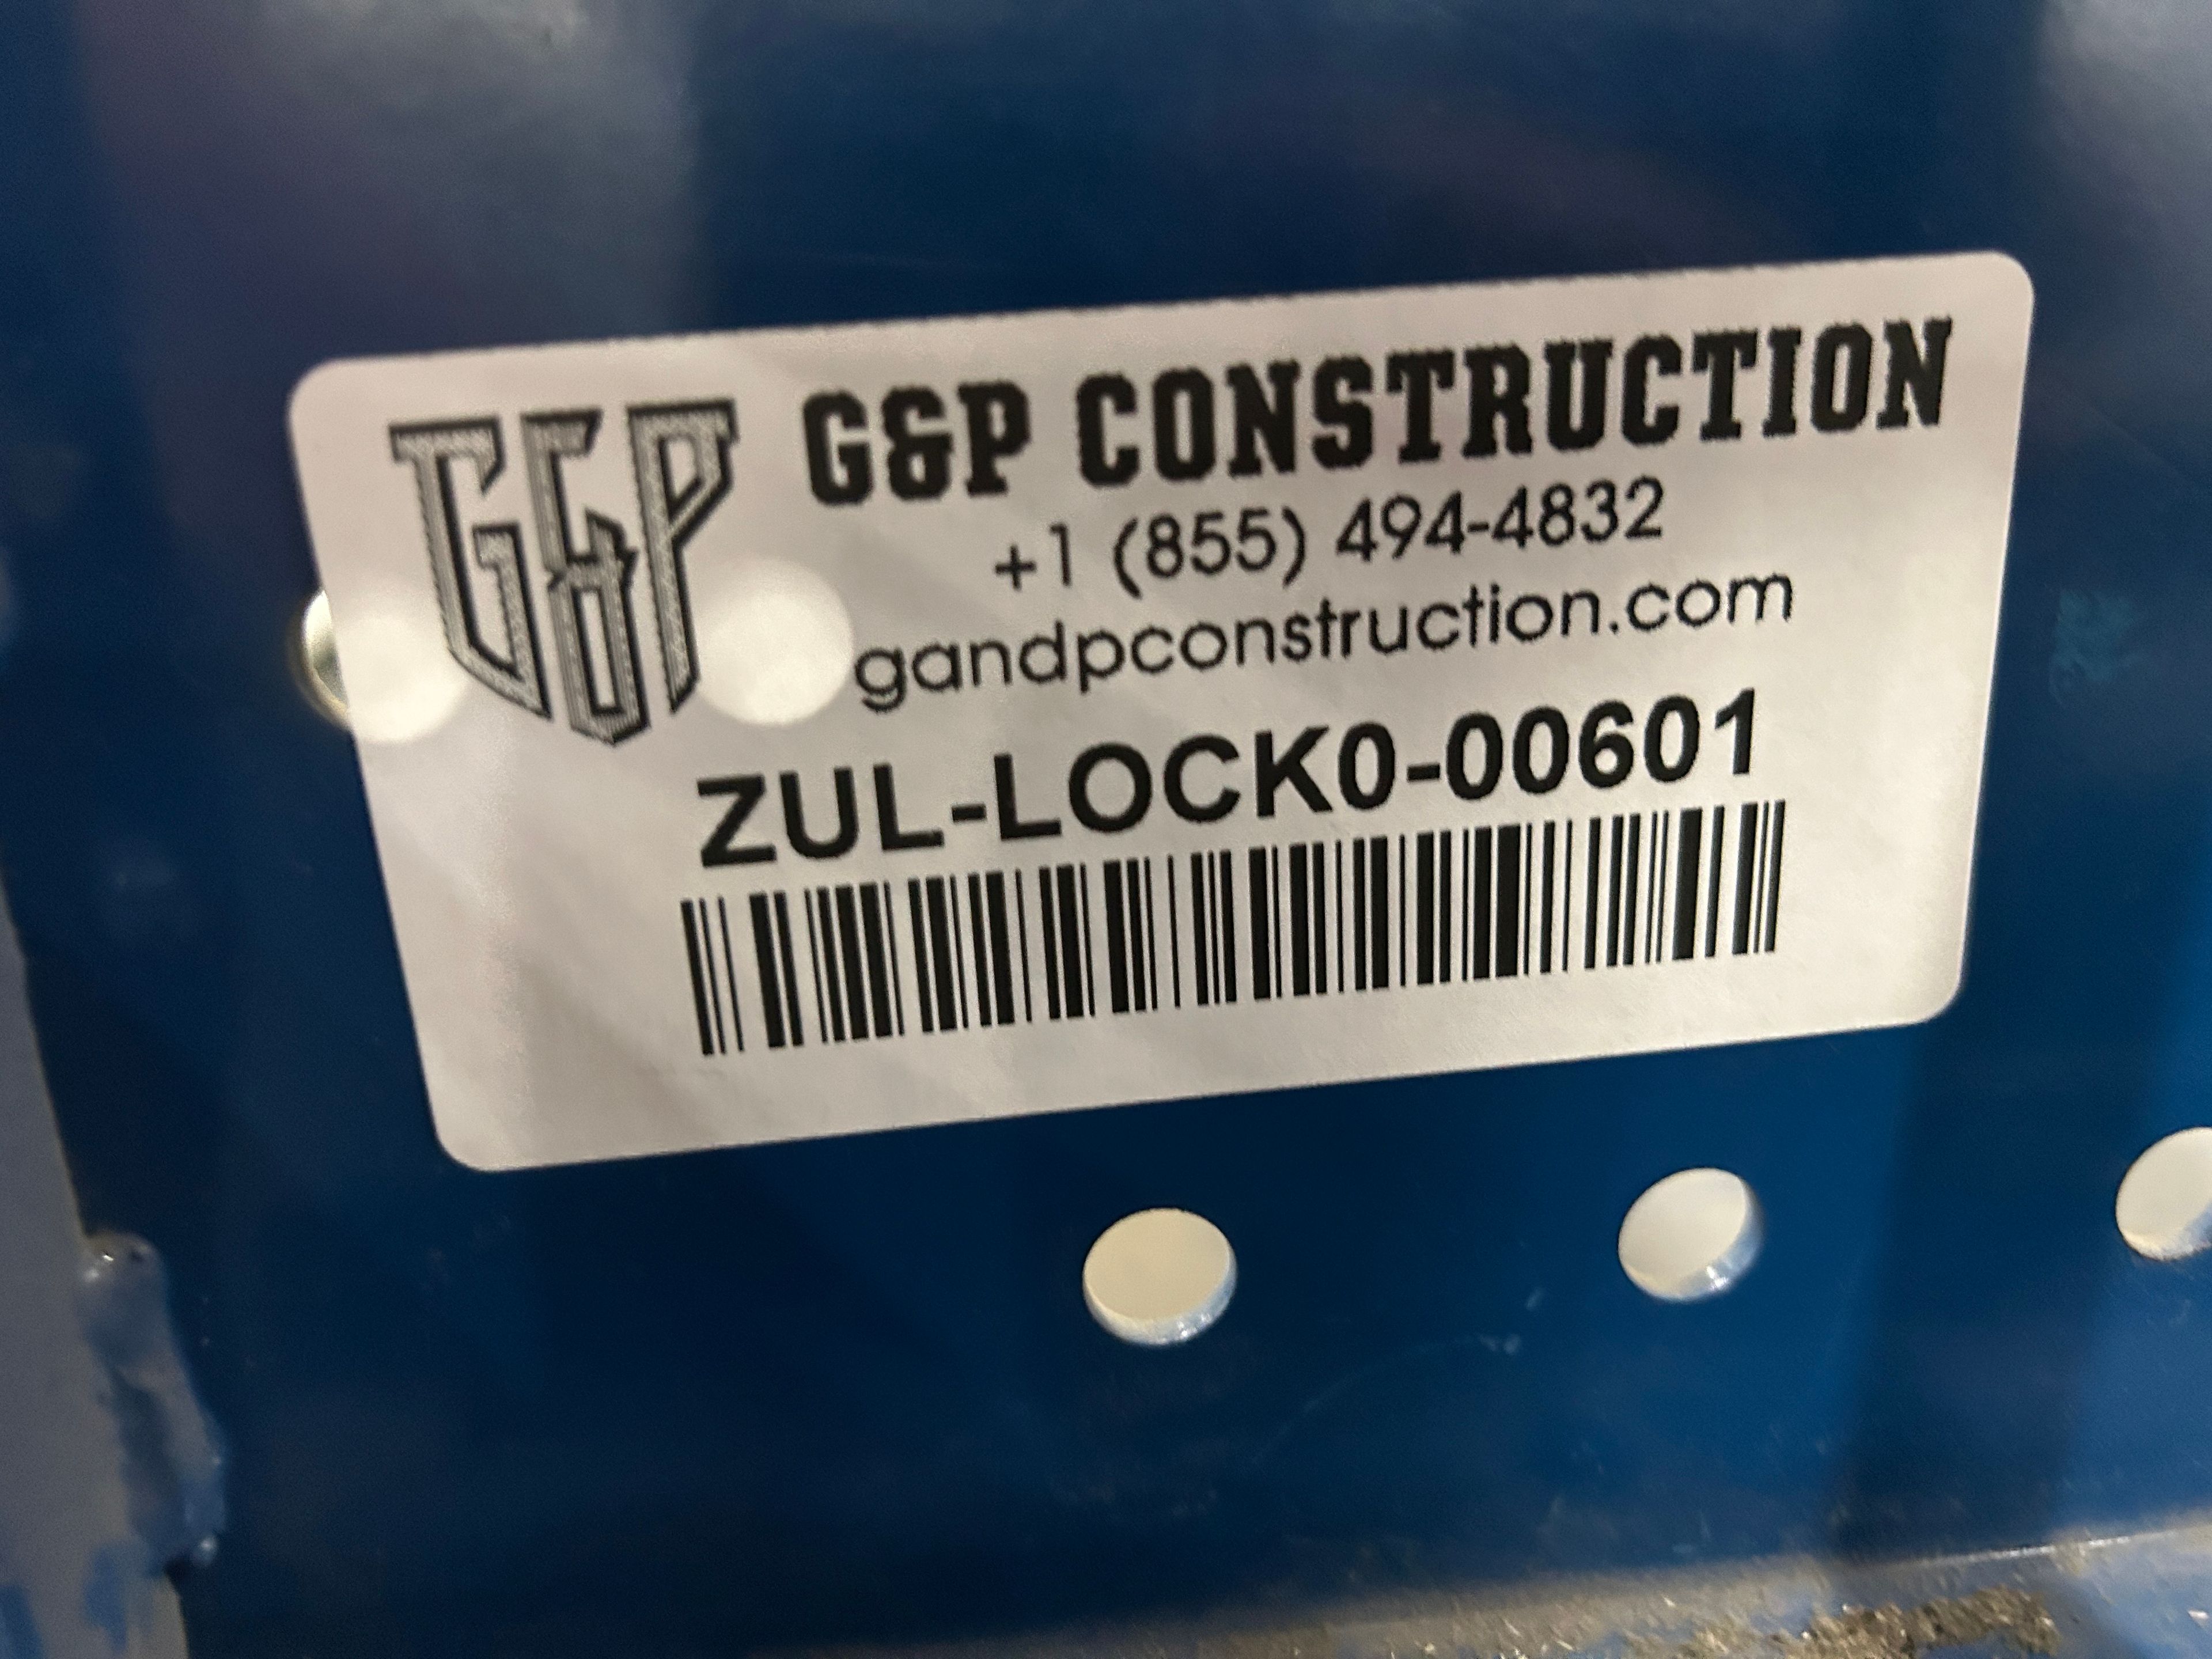 G&P G&P CONSTRUCTION
+1 (855) 494-4832
gandpconstruction.com
ZUL-LOCK0-00601